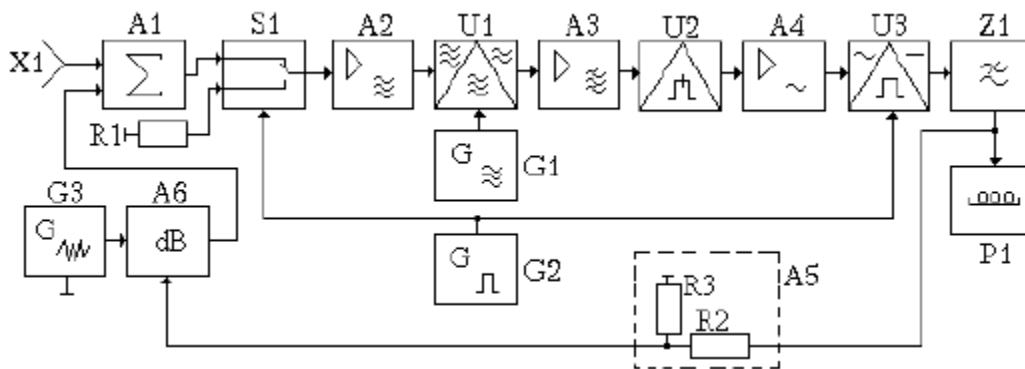 A1 S1 A2 U1 A3 U2 A4 U3 Z1
X1
R1
G G1
G3 A6
G dB
G G2
P1
A5
R3
R2